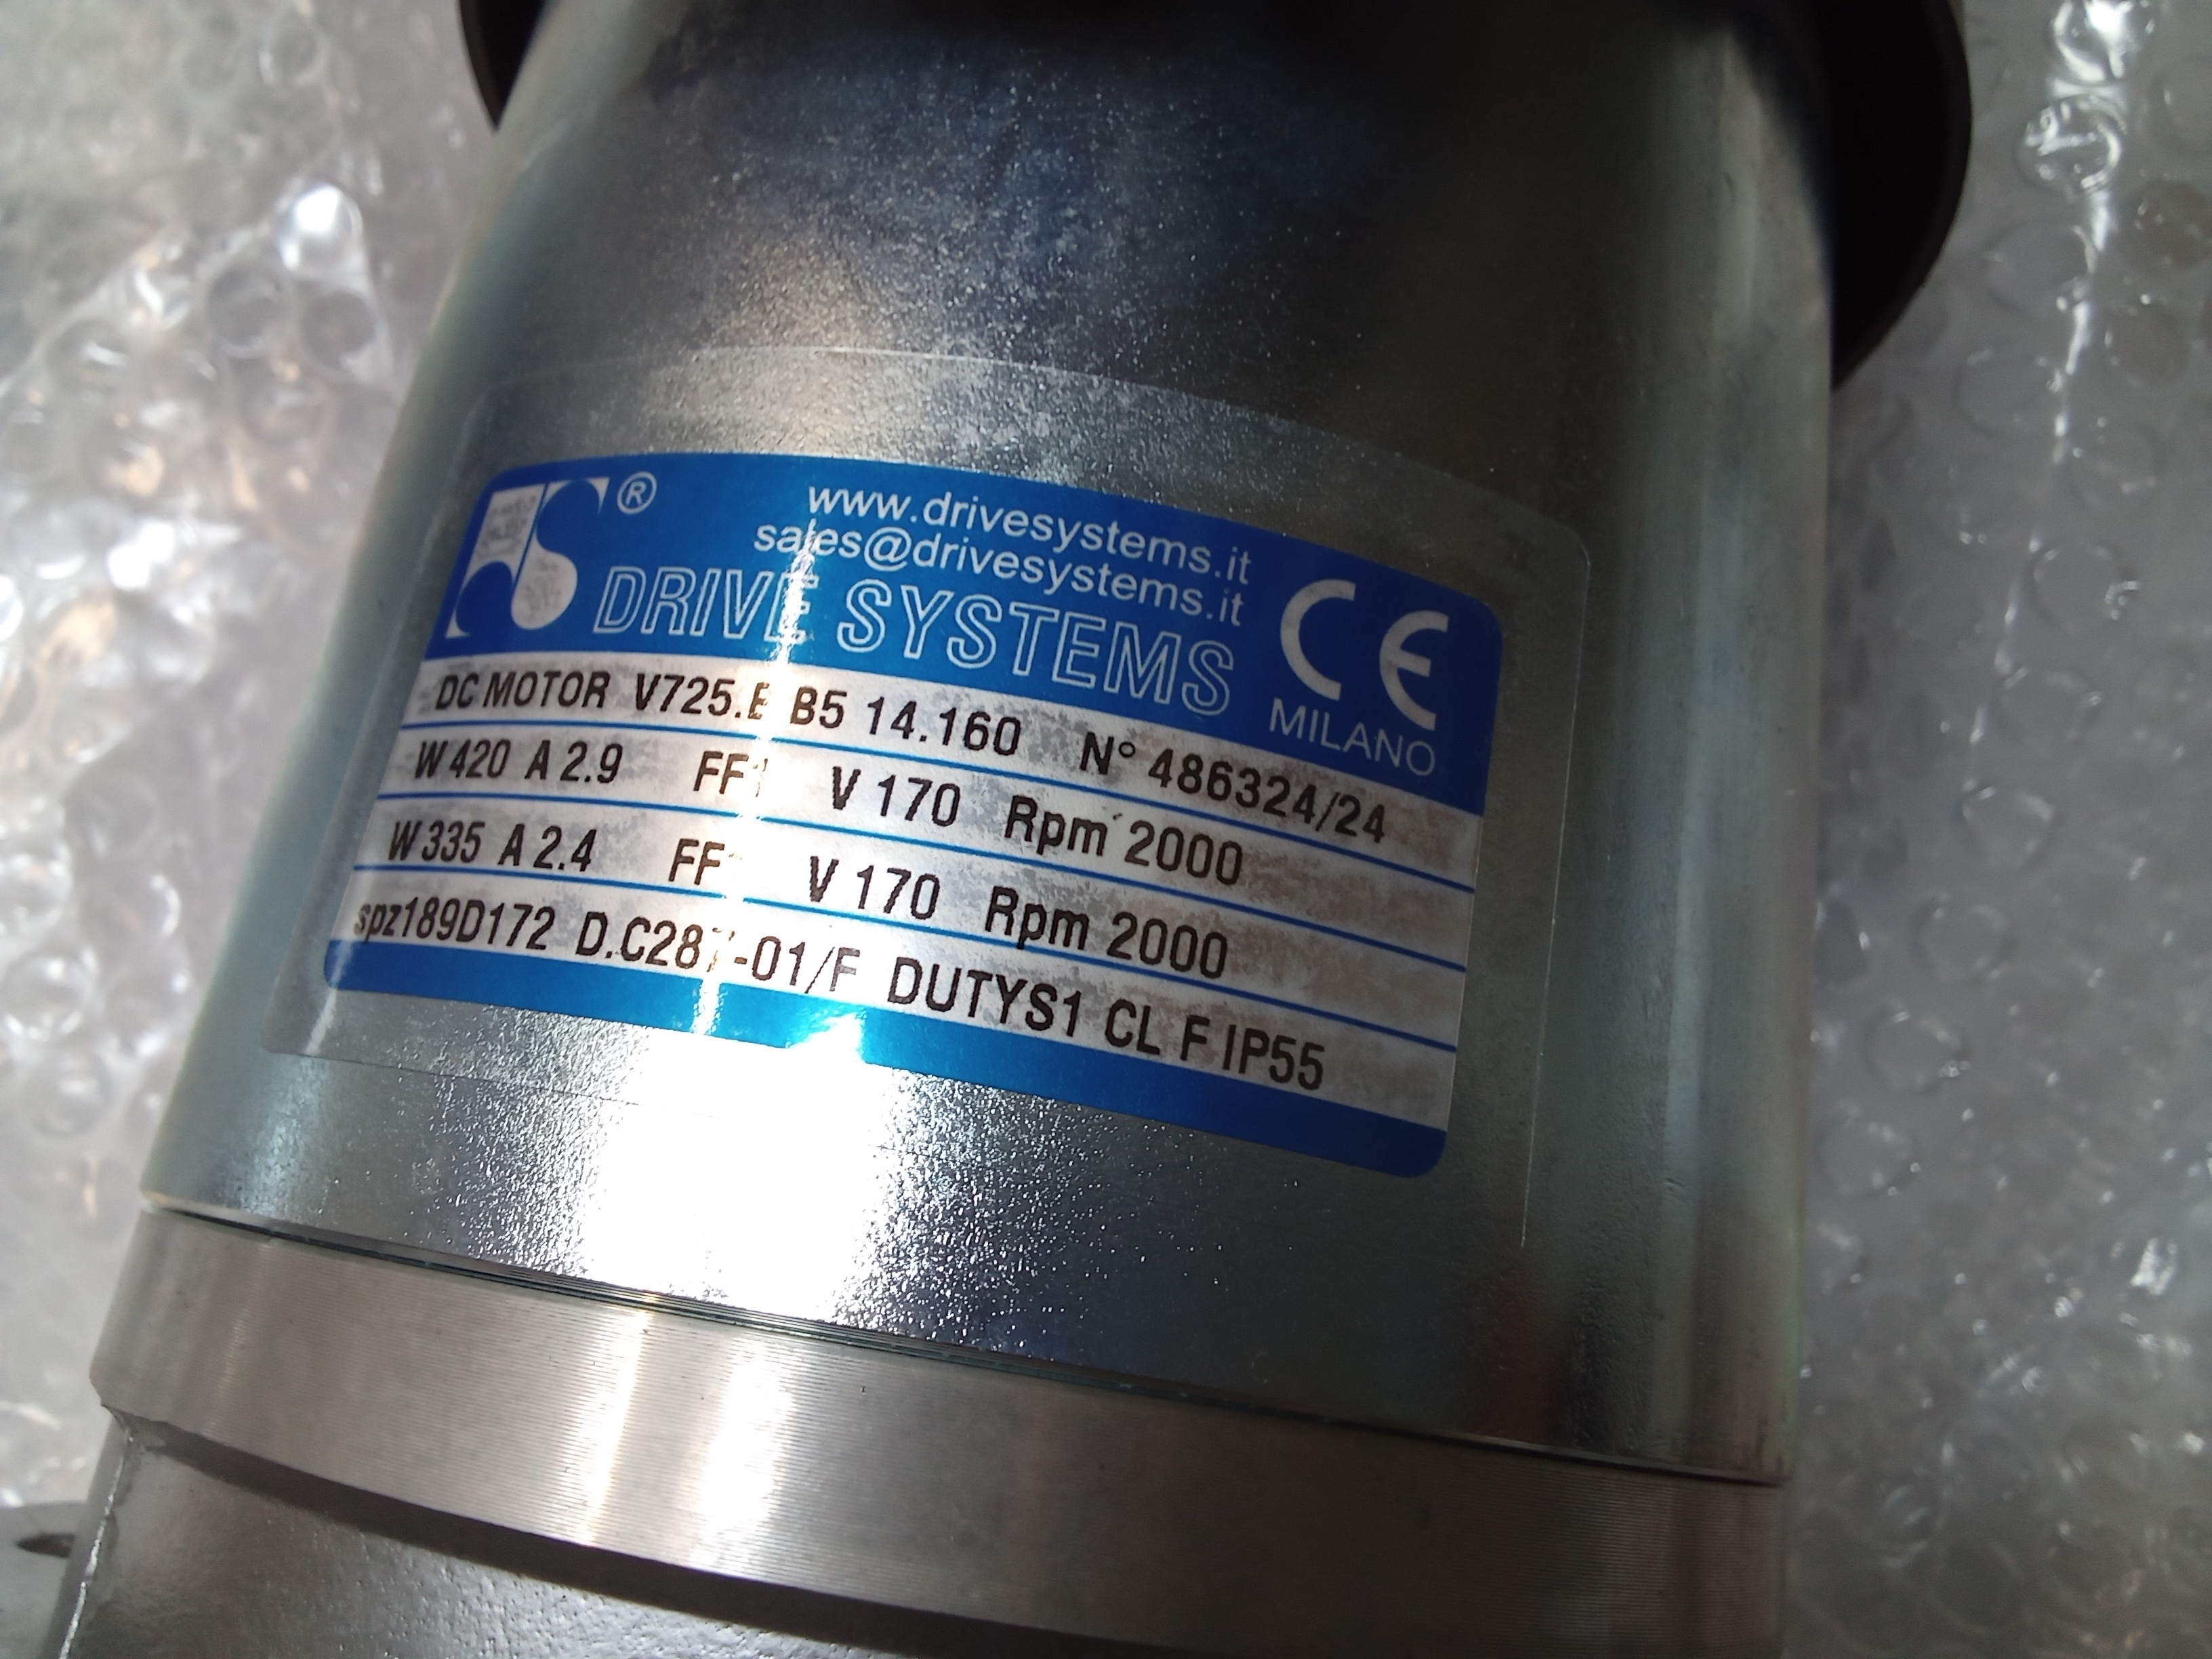 ®
www.drivesystems.it
sales@drivesystems.it
DRIVE SYSTEMS
CE
MILANO
DC MOTOR B5 14.160 N° 486324/24
W 420 A 2.9 V 170 Rpm 2000
W 335 A 2.4 V 170 Rpm 2000
spz189D172 DUTYS1 CL F IP55